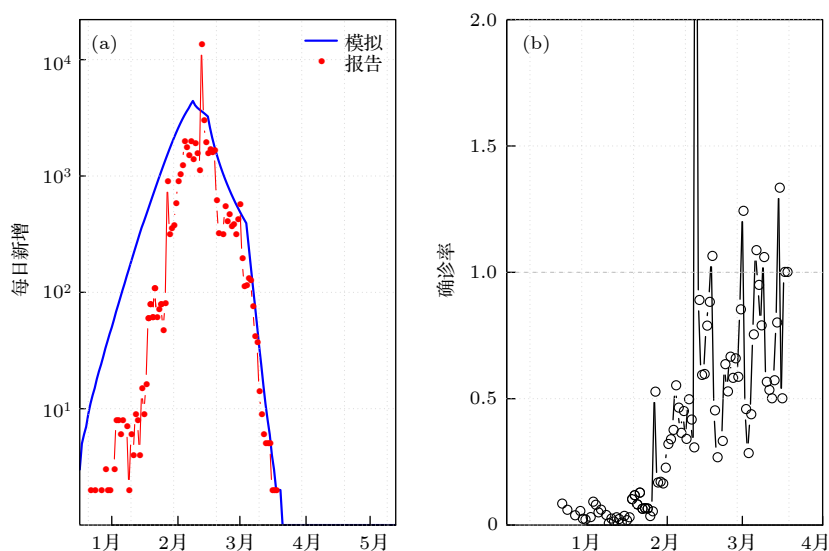 (a)
模拟
报告
10⁴
10³
10²
10¹
每日新增
1月 2月 3月 4月 5月
(b)
2.0
1.5
1.0
0.5
0
确诊率
1月 2月 3月 4月